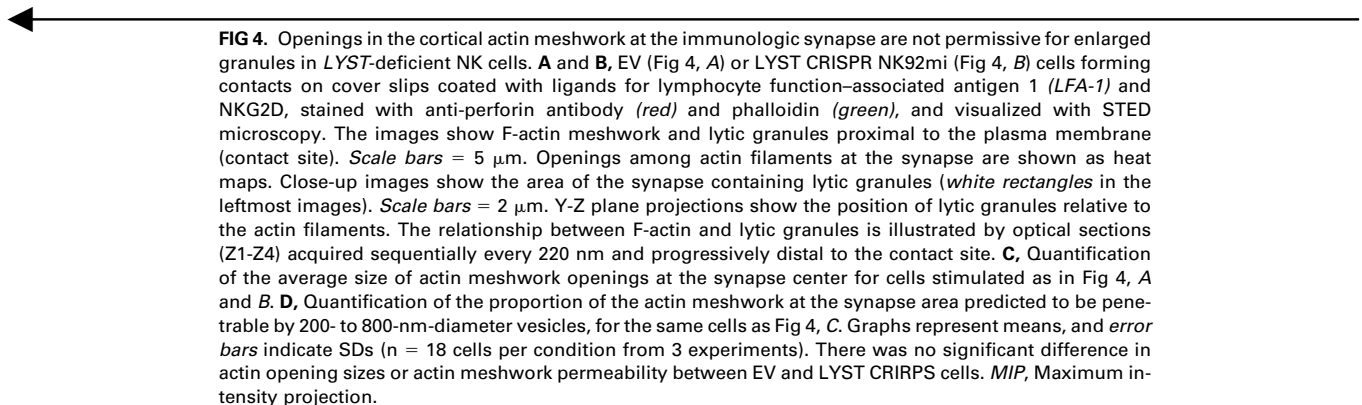 FIG 4. Openings in the cortical actin meshwork at the immunologic synapse are not permissive for enlarged
granules in LYST-deficient NK cells. A and B, EV (Fig 4, A) or LYST CRISPR NK92mi (Fig 4, B) cells forming
contacts on cover slips coated with ligands for lymphocyte function–associated antigen 1 (LFA-1) and
NKG2D, stained with anti-perforin antibody (red) and phalloidin (green), and visualized with STED
microscopy. The images show F-actin meshwork and lytic granules proximal to the plasma membrane
(contact site). Scale bars = 5 μm. Openings among actin filaments at the synapse are shown as heat
maps. Close-up images show the area of the synapse containing lytic granules (white rectangles in the
leftmost images). Scale bars = 2 μm. Y-Z plane projections show the position of lytic granules relative to
the actin filaments. The relationship between F-actin and lytic granules is illustrated by optical sections
(Z1-Z4) acquired sequentially every 220 nm and progressively distal to the contact site. C, Quantification
of the average size of actin meshwork openings at the synapse center for cells stimulated as in Fig 4, A
and B. D, Quantification of the proportion of the actin meshwork at the synapse area predicted to be pene-
trable by 200- to 800-nm-diameter vesicles, for the same cells as Fig 4, C. Graphs represent means, and error
bars indicate SDs (n = 18 cells per condition from 3 experiments). There was no significant difference in
actin opening sizes or actin meshwork permeability between EV and LYST CRIRPS cells. MIP, Maximum in-
tensity projection.